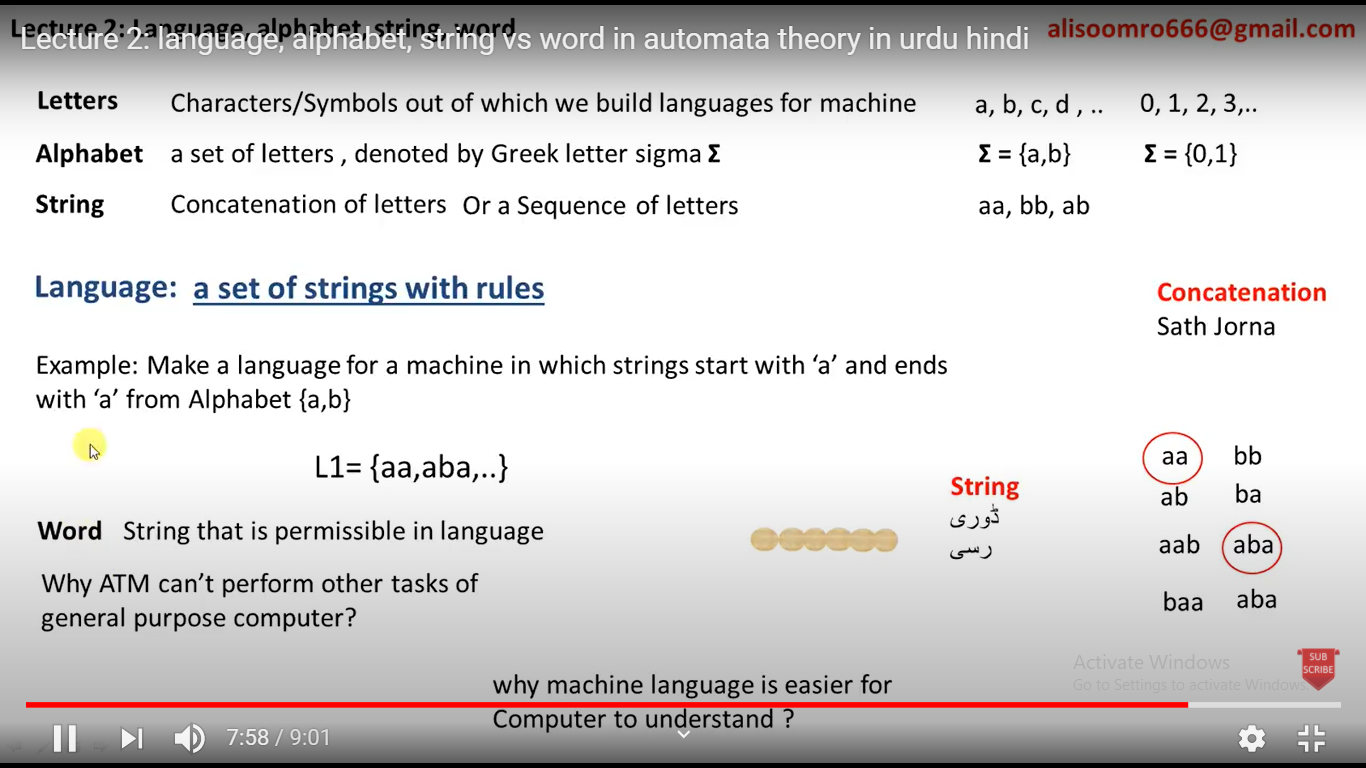 Lecture 2: Language, alphabet, string, word
Lecture 2: language, alphabet, string vs word in automata theory in urdu hindi
alisoomro666@gmail.com
Letters Characters/Symbols out of which we build languages for machine a, b, c, d , .. 0, 1, 2, 3,..
Alphabet a set of letters , denoted by Greek letter sigma Σ Σ = {a,b} Σ = {0,1}
String Concatenation of letters Or a Sequence of letters aa, bb, ab
Language: a set of strings with rules
Concatenation
Sath Jorna
Example: Make a language for a machine in which strings start with ‘a’ and ends
with ‘a’ from Alphabet {a,b}
L1= {aa,aba,..}
String
ڈوری
رسی
aa bb
ab ba
aab aba
baa aba
Word String that is permissible in language
Why ATM can’t perform other tasks of
general purpose computer?
why machine language is easier for
Computer to understand ?
Activate Windows
Go to Settings to activate Windows.
SUB
SCRIBE
7:58 / 9:01